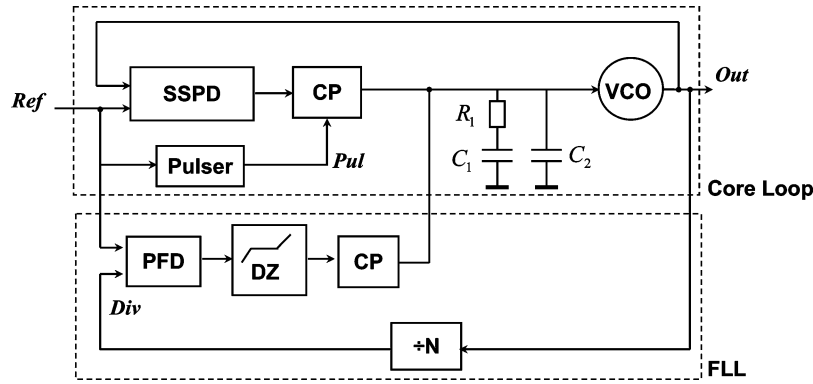 SSPD
CP
VCO
Out
Ref
R₁
Pulser
Pul
C₁
C₂
Core Loop
PFD
DZ
CP
Div
÷N
FLL